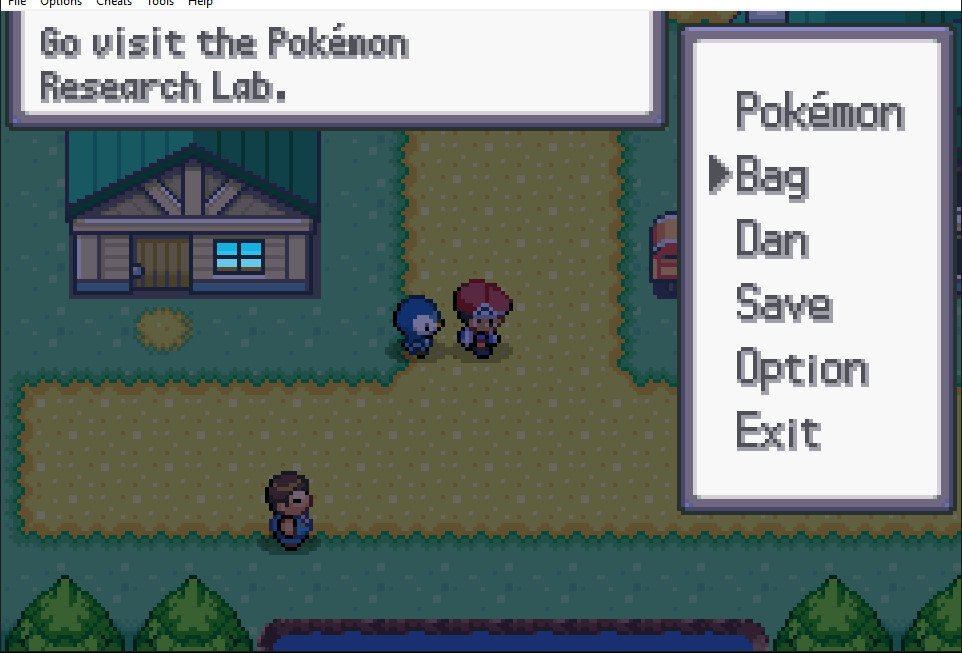 File Options Cheats Tools Help
Go visit the Pokémon
Research Lab.
Pokémon
Bag
Dan
Save
Option
Exit